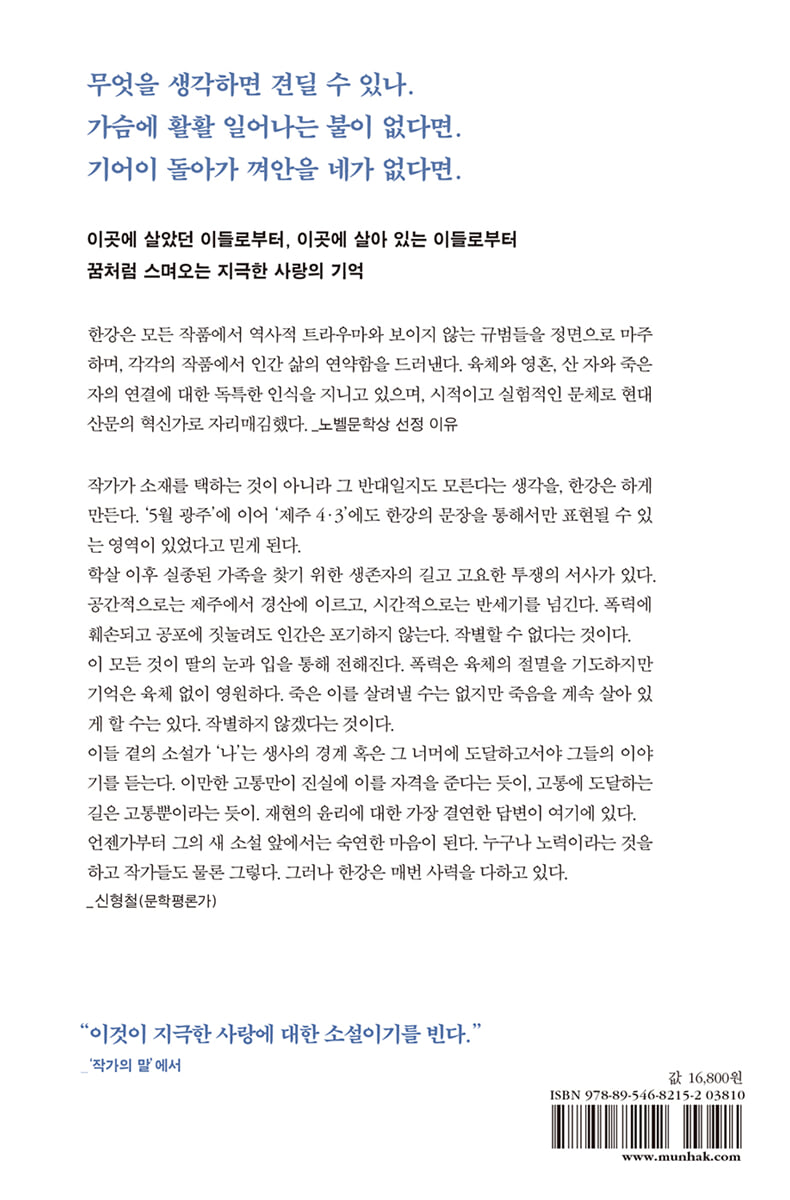 무엇을 생각하면 견딜 수 있나.
가슴에 활활 일어나는 불이 없다면.
기어이 돌아가 껴안을 네가 없다면.
이곳에 살았던 이들로부터, 이곳에 살아 있는 이들로부터
꿈처럼 스며오는 지극한 사랑의 기억
한강은 모든 작품에서 역사적 트라우마와 보이지 않는 규범들을 정면으로 마주
하며, 각각의 작품에서 인간 삶의 연약함을 드러낸다. 육체와 영혼, 산 자와 죽은
자의 연결에 대한 독특한 인식을 지니고 있으며, 시적이고 실험적인 문체로 현대
산문의 혁신가로 자리매김했다. _노벨문학상 선정 이유
작가가 소재를 택하는 것이 아니라 그 반대일지도 모른다는 생각을, 한강은 하게
만든다. ‘5월 광주’에 이어 ‘제주 4·3’에도 한강의 문장을 통해서만 표현될 수 있
는 영역이 있었다고 믿게 된다.
학살 이후 실종된 가족을 찾기 위한 생존자의 길고 고요한 투쟁의 서사가 있다.
공간적으로는 제주에서 경산에 이르고, 시간적으로는 반세기를 넘긴다. 폭력에
훼손되고 공포에 짓눌려도 인간은 포기하지 않는다. 작별할 수 없다는 것이다.
이 모든 것이 딸의 눈과 입을 통해 전해진다. 폭력은 육체의 절멸을 기도하지만
기억은 육체 없이 영원하다. 죽은 이를 살려낼 수는 없지만 죽음을 계속 살아 있
게 할 수는 있다. 작별하지 않겠다는 것이다.
이들 곁의 소설가 ‘나’는 생사의 경계 혹은 그 너머에 도달하고서야 그들의 이야
기를 듣는다. 이만한 고통만이 진실에 이를 자격을 준다는 듯이, 고통에 도달하는
길은 고통뿐이라는 듯이. 재현의 윤리에 대한 가장 결연한 답변이 여기에 있다.
언젠가부터 그의 새 소설 앞에서는 숙연한 마음이 된다. 누구나 노력이라는 것을
하고 작가들도 물론 그렇다. 그러나 한강은 매번 사력을 다하고 있다.
_신형철(문학평론가)
“이것이 지극한 사랑에 대한 소설이기를 빈다.”
_‘작가의 말’에서
값 16,800원
ISBN 978-89-546-8215-2 03810
www.munhak.com